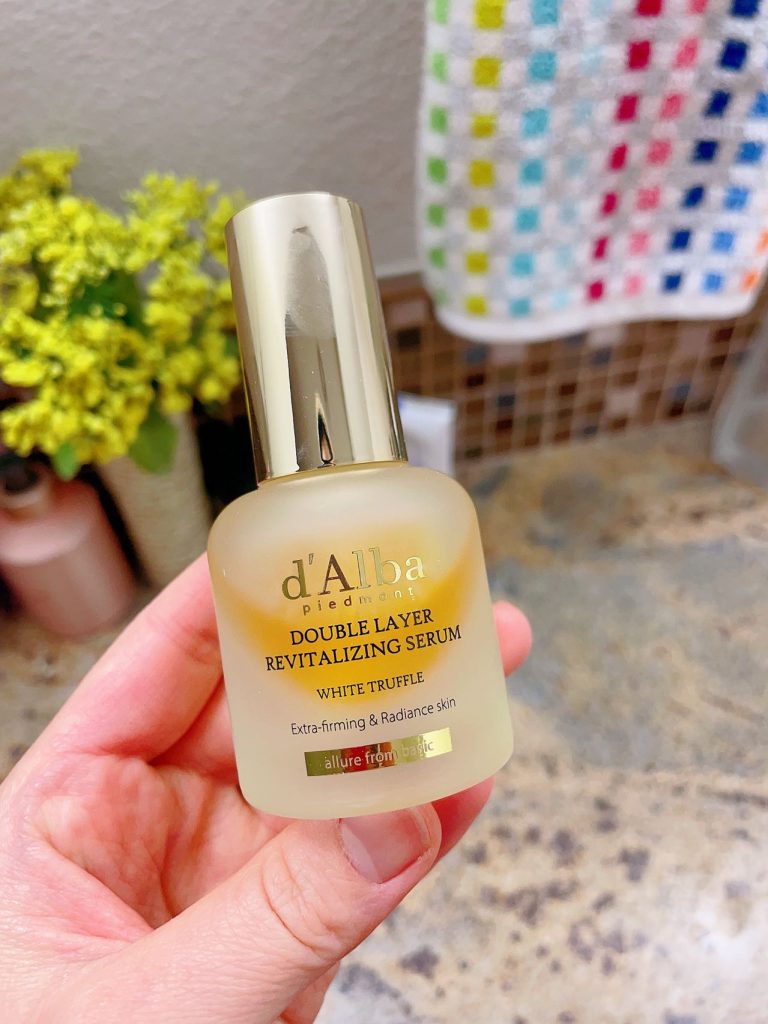 d'Alba
piedmont
DOUBLE LAYER
REVITALIZING SERUM
WHITE TRUFFLE
Extra-firming & Radiance skin
allure from basic